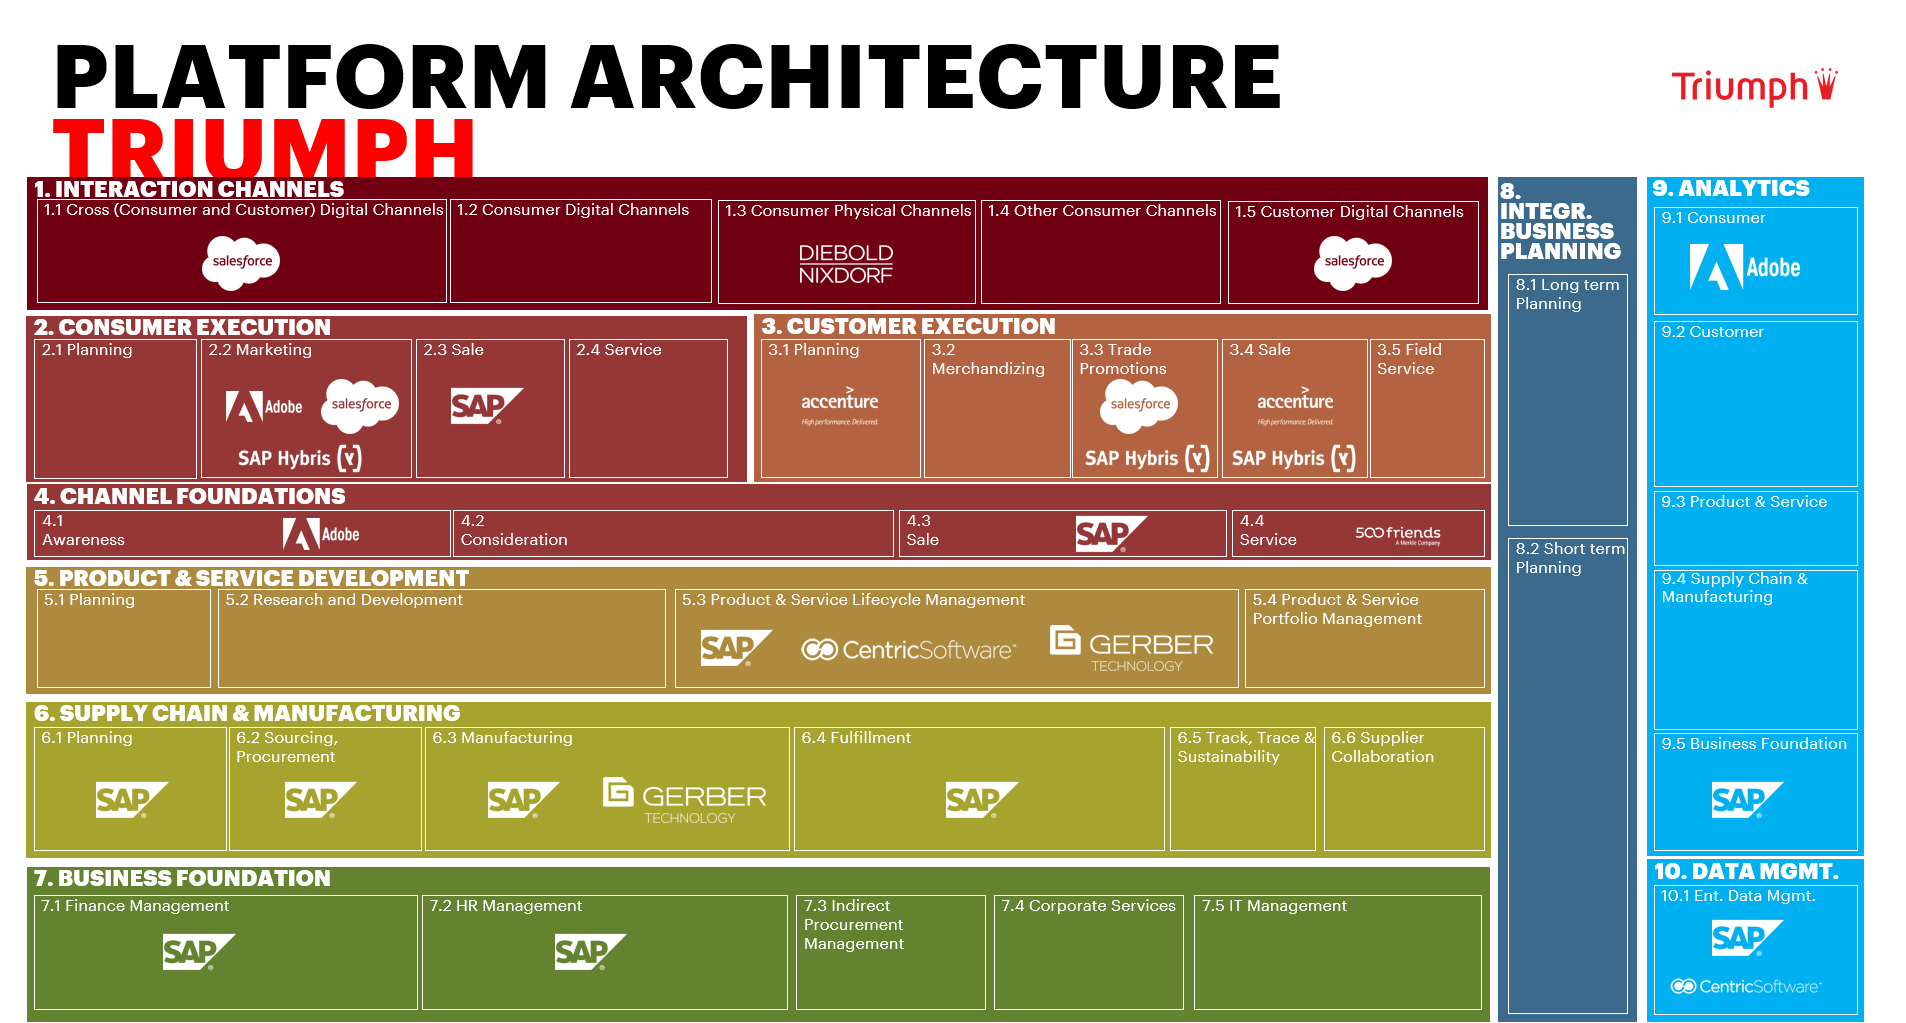 PLATFORM ARCHITECTURE
TRIUMPH
Triumph
1. INTERACTION CHANNELS
1.1 Cross (Consumer and Customer) Digital Channels
salesforce
1.2 Consumer Digital Channels
1.3 Consumer Physical Channels
DIEBOLD
NIXDORF
1.4 Other Consumer Channels
1.5 Customer Digital Channels
salesforce
2. CONSUMER EXECUTION
2.1 Planning
2.2 Marketing
Adobe
salesforce
SAP Hybris
2.3 Sale
SAP
®
2.4 Service
3. CUSTOMER EXECUTION
3.1 Planning
accenture
High performance. Delivered.
3.2
Merchandizing
3.3 Trade
Promotions
salesforce
SAP Hybris
3.4 Sale
accenture
High performance. Delivered.
SAP Hybris
3.5 Field
Service
4. CHANNEL FOUNDATIONS
4.1
Awareness
Adobe
4.2
Consideration
4.3
Sale
SAP
®
4.4
Service
500friends
A Merkle Company
5. PRODUCT & SERVICE DEVELOPMENT
5.1 Planning
5.2 Research and Development
5.3 Product & Service Lifecycle Management
SAP
®
CentricSoftware™
GERBER
TECHNOLOGY
5.4 Product & Service
Portfolio Management
6. SUPPLY CHAIN & MANUFACTURING
6.1 Planning
SAP
®
6.2 Sourcing,
Procurement
SAP
®
6.3 Manufacturing
SAP
®
GERBER
TECHNOLOGY
6.4 Fulfillment
SAP
®
6.5 Track, Trace &
Sustainability
6.6 Supplier
Collaboration
7. BUSINESS FOUNDATION
7.1 Finance Management
SAP
®
7.2 HR Management
SAP
®
7.3 Indirect
Procurement
Management
7.4 Corporate Services
7.5 IT Management
8.
INTEGR.
BUSINESS
PLANNING
8.1 Long term
Planning
8.2 Short term
Planning
9. ANALYTICS
9.1 Consumer
Adobe
9.2 Customer
9.3 Product & Service
9.4 Supply Chain &
Manufacturing
9.5 Business Foundation
SAP
®
10. DATA MGMT.
10.1 Ent. Data Mgmt.
SAP
®
CentricSoftware™